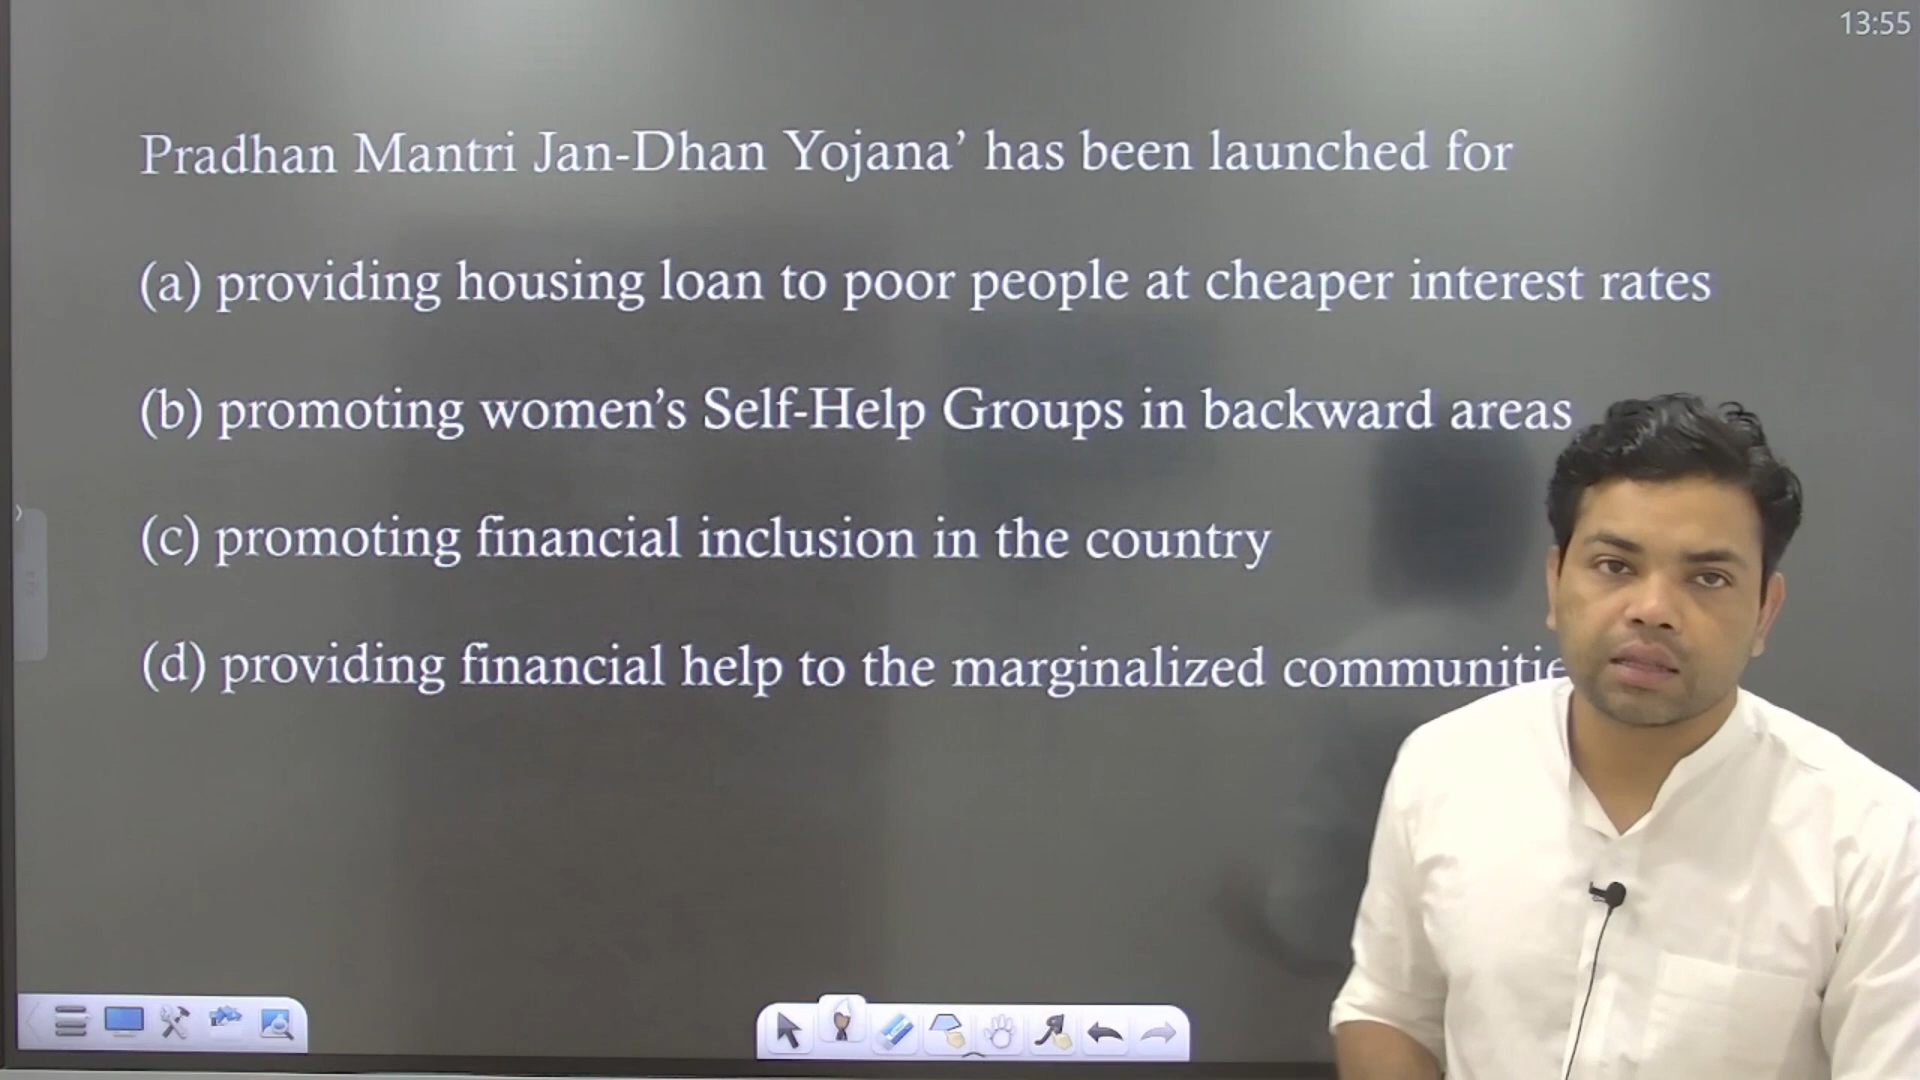 13:55
Pradhan Mantri Jan-Dhan Yojana’ has been launched for
(a) providing housing loan to poor people at cheaper interest rates
(b) promoting women’s Self-Help Groups in backward areas
(c) promoting financial inclusion in the country
(d) providing financial help to the marginalized